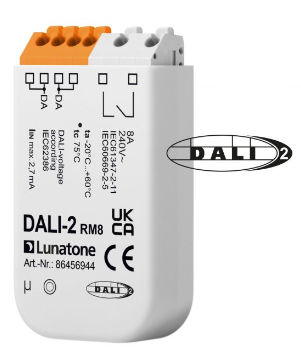 DA
DA
8A
240V~
IEC61347-2-11
IEC60669-2-5
ta -20°C...+60°C
tc 75°C
DALI-voltage
according
IEC62386
IIN max. 2,7 mA
DALI-2 RM8
UK
CA
Lunatone
Art.-Nr.: 86456944
CE
µ
DALI 2
DALI 2